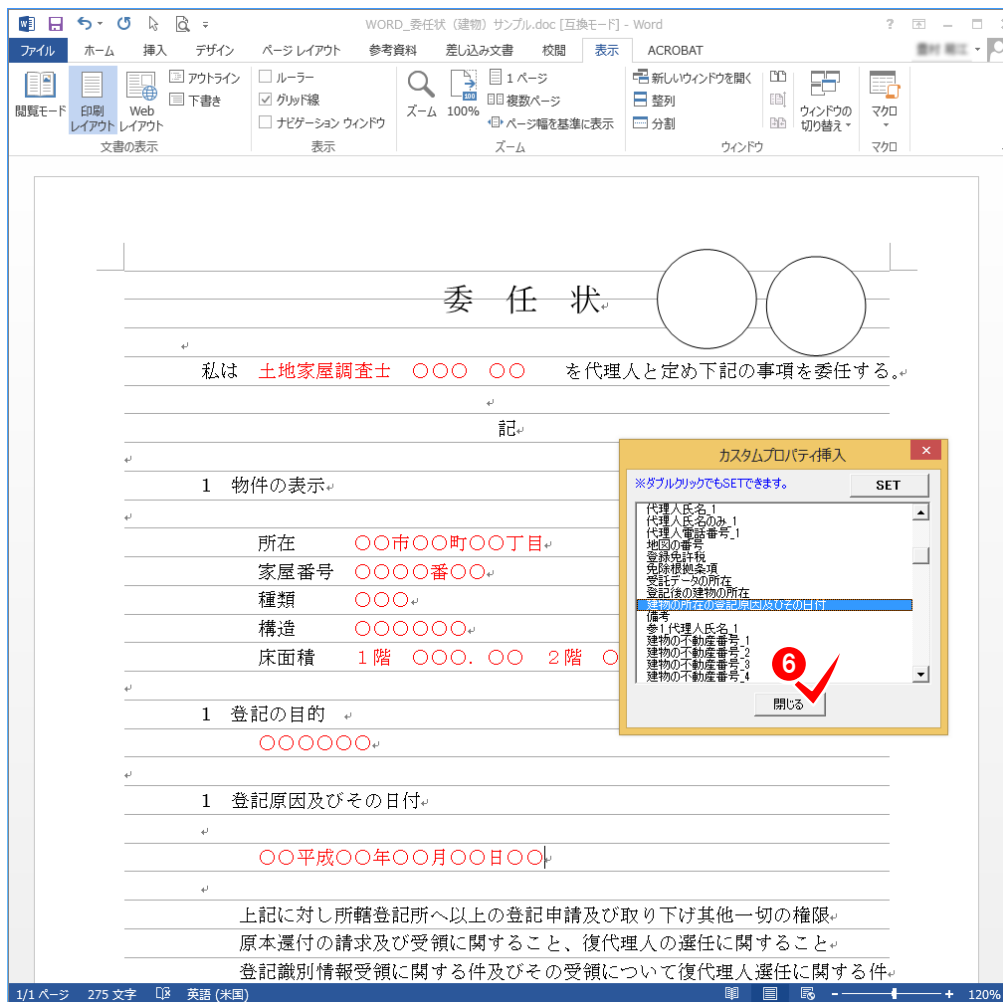 WORD_委任状（建物）サンプル.doc [互換モード] - Word
ファイル ホーム 挿入 デザイン ページ レイアウト 参考資料 差し込み文書 校閲 表示 ACROBAT
閲覧モード 印刷レイアウト Webレイアウト アウトライン 下書き
文書の表示
ルーラー
グリッド線
ナビゲーション ウィンドウ
表示
ズーム 100% 1 ページ 複数ページ ページ幅を基準に表示
ズーム
新しいウィンドウを開く
整列
分割
ウィンドウの切り替え
ウィンドウ
マクロ
マクロ
委 任 状
私は 土地家屋調査士 ○○○ ○○ を代理人と定め下記の事項を委任する。
記
1 物件の表示
所在 ○○市○○町○○丁目
家屋番号 ○○○○番○○
種類 ○○○
構造 ○○○○○○
床面積 1階 ○○○. ○○ 2階 ○
1 登記の目的
○○○○○○
1 登記原因及びその日付
○○平成○○年○○月○○日○○
上記に対し所轄登記所へ以上の登記申請及び取り下げ其他一切の権限
原本還付の請求及び受領に関すること、復代理人の選任に関すること
登記識別情報受領に関する件及びその受領について復代理人選任に関する件
カスタムプロパティ挿入
※ダブルクリックでもSETできます。
SET
代理人氏名_1
代理人氏名のみ_1
代理人電話番号_1
地図の番号
登録免許税
免除根拠条項
受託データの所在
登記後の建物の所在
建物の所在の登記原因及びその日付
備考
参1_代理人氏名_1
建物の不動産番号_1
建物の不動産番号_2
建物の不動産番号_3
建物の不動産番号_4
6
閉じる
1/1 ページ 275 文字 英語 (米国) 120%